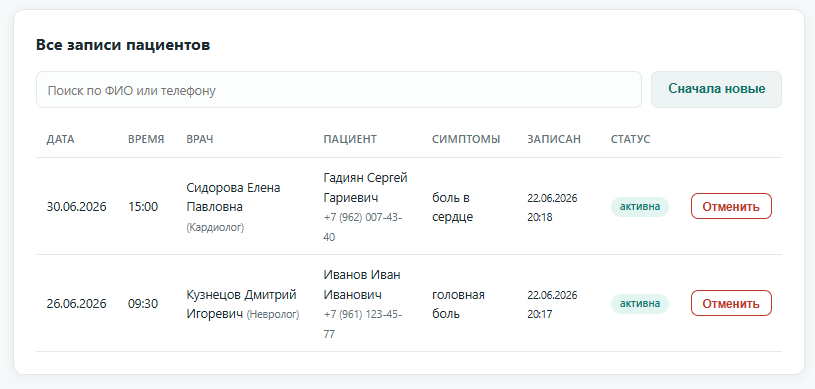 Все записи пациентов
Поиск по ФИО или телефону
Сначала новые
ДАТА ВРЕМЯ ВРАЧ ПАЦИЕНТ СИМПТОМЫ ЗАПИСАН СТАТУС
30.06.2026
15:00
Сидорова Елена
Павловна
(Кардиолог)
Гадиян Сергей
Гариевич
+7 (962) 007-43-
40
боль в
сердце
22.06.2026
20:18
активна
Отменить
26.06.2026
09:30
Кузнецов Дмитрий
Игоревич (Невролог)
Иванов Иван
Иванович
+7 (961) 123-45-
77
головная
боль
22.06.2026
20:17
активна
Отменить